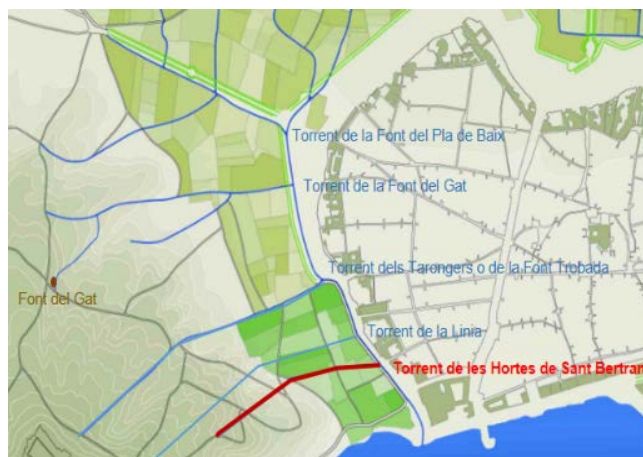 Torrent de la Font del Pla de Baix
Torrent de la Font del Gat
Torrent dels Tarongers o de la Font Trobada
Font del Gat
Torrent de la Linia
Torrent de les Hortes de Sant Bertran